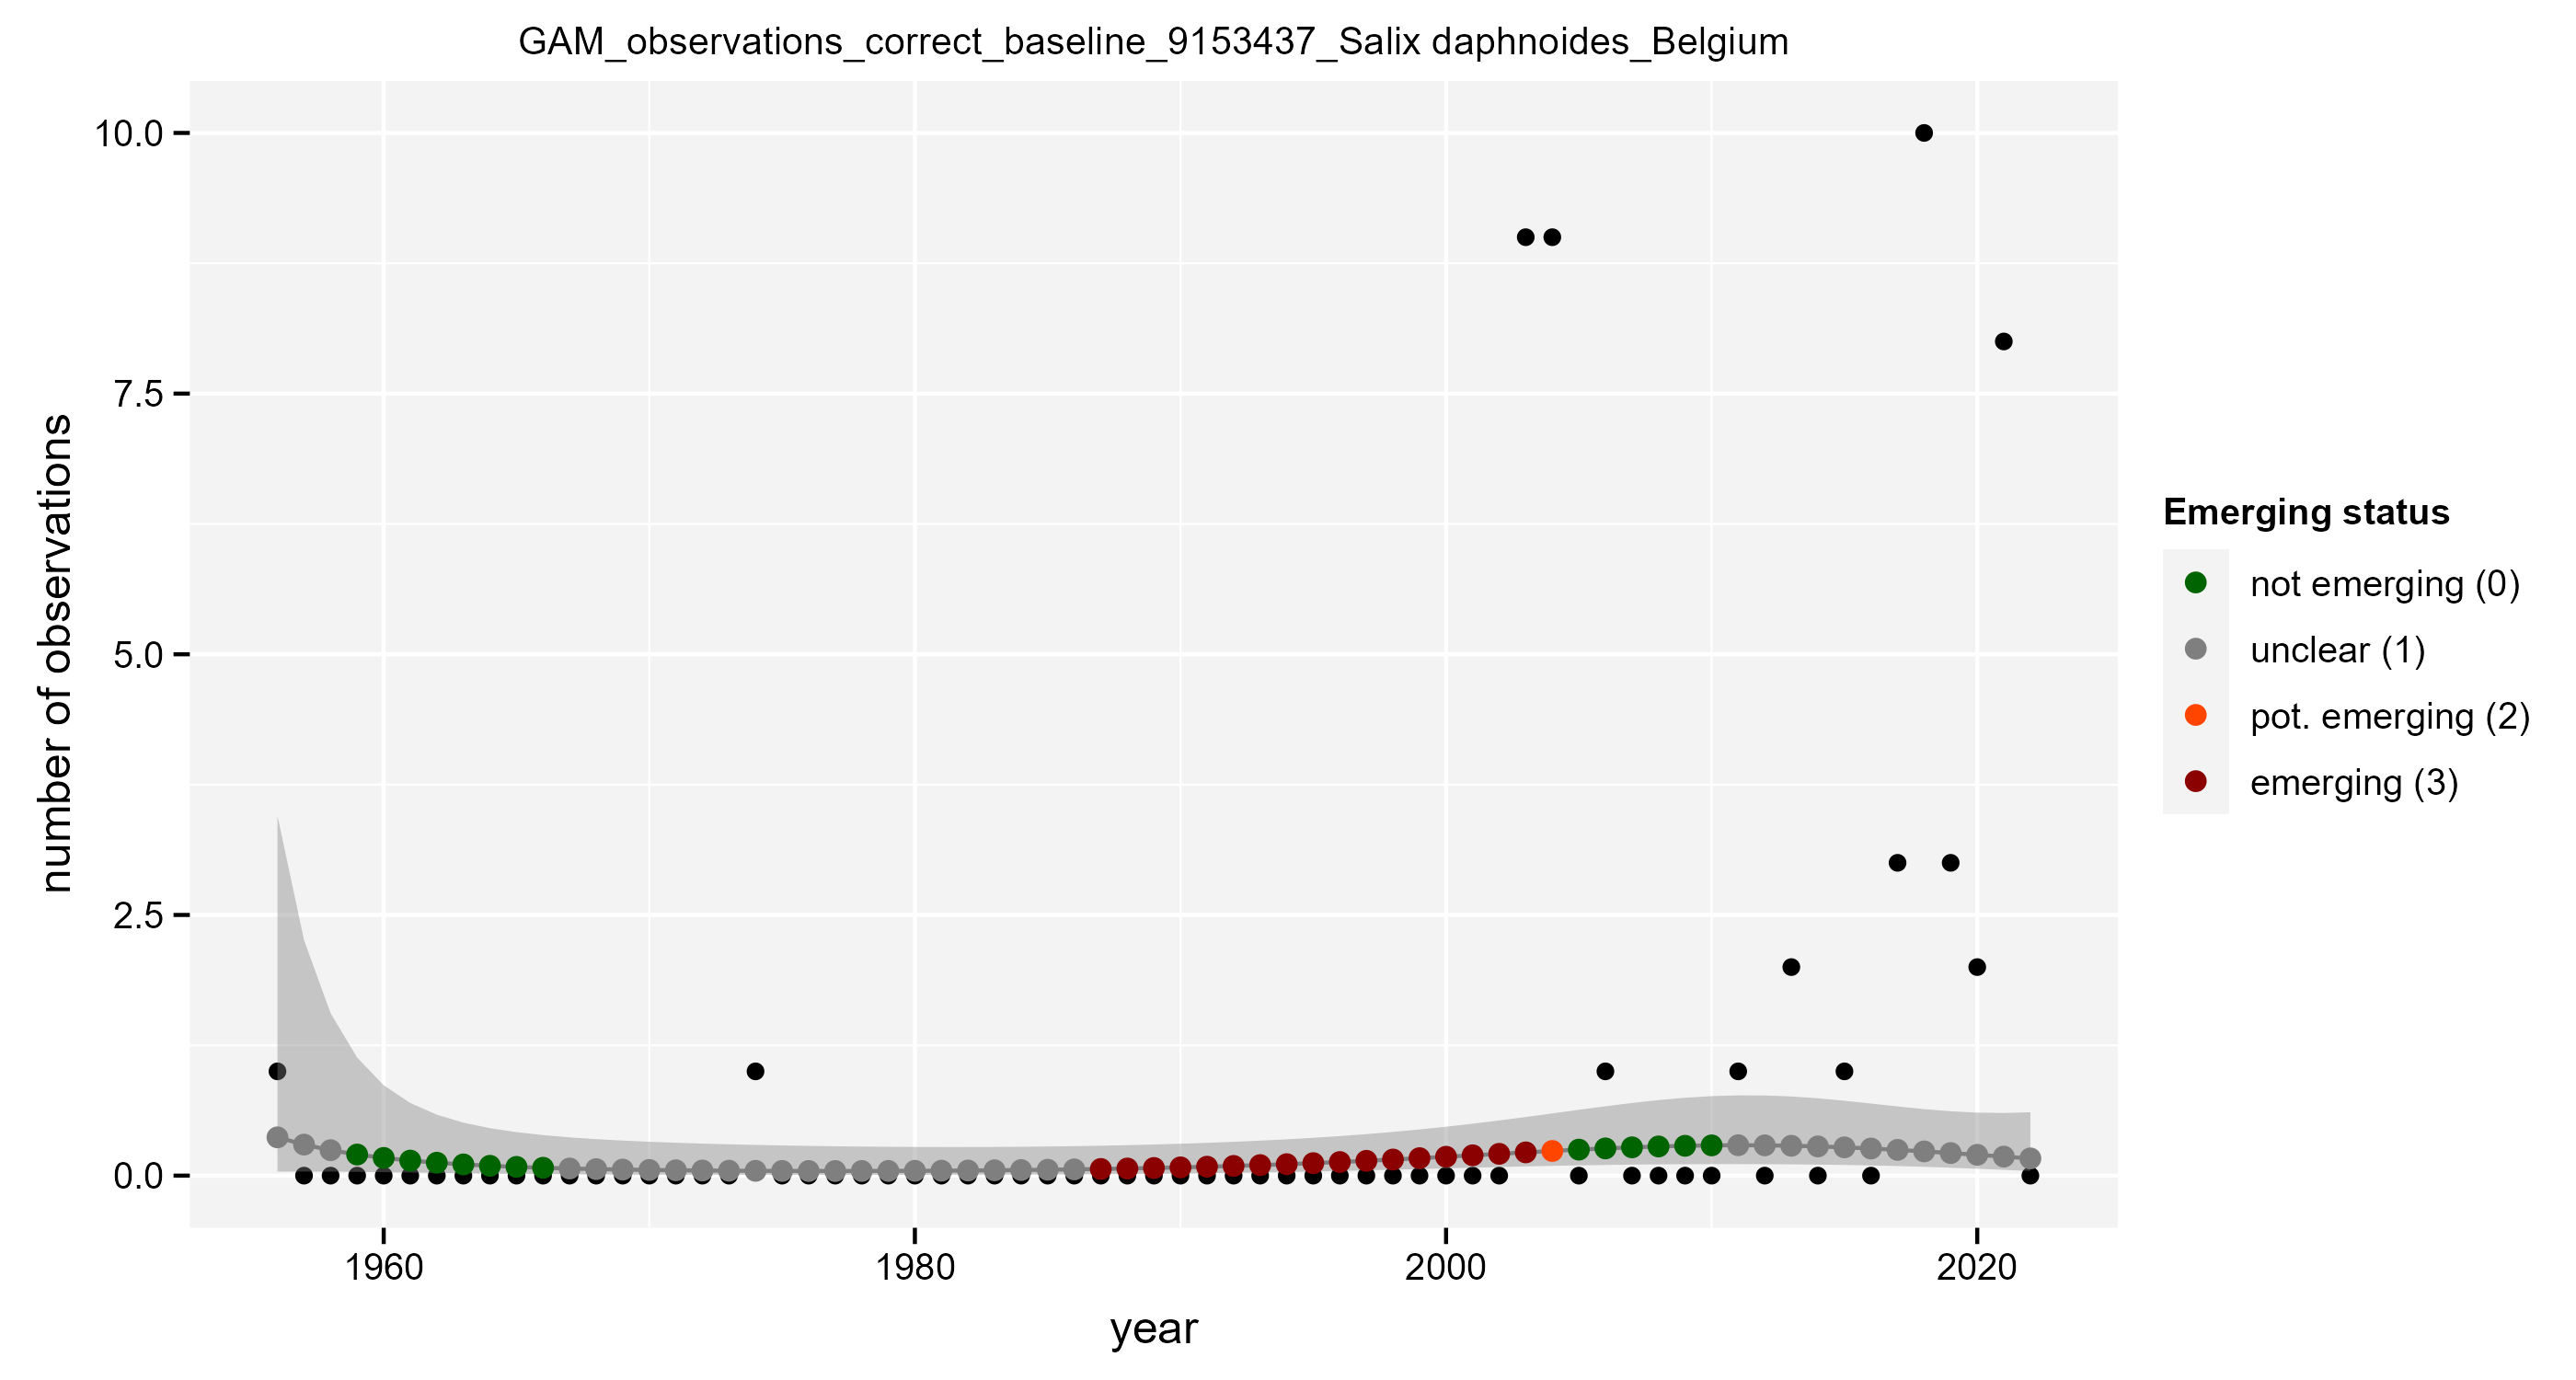 GAM_observations_correct_baseline_9153437_Salix daphnoides_Belgium
number of observations
10.0
7.5
5.0
2.5
0.0
1960
1980
2000
2020
year
Emerging status
not emerging (0)
unclear (1)
pot. emerging (2)
emerging (3)